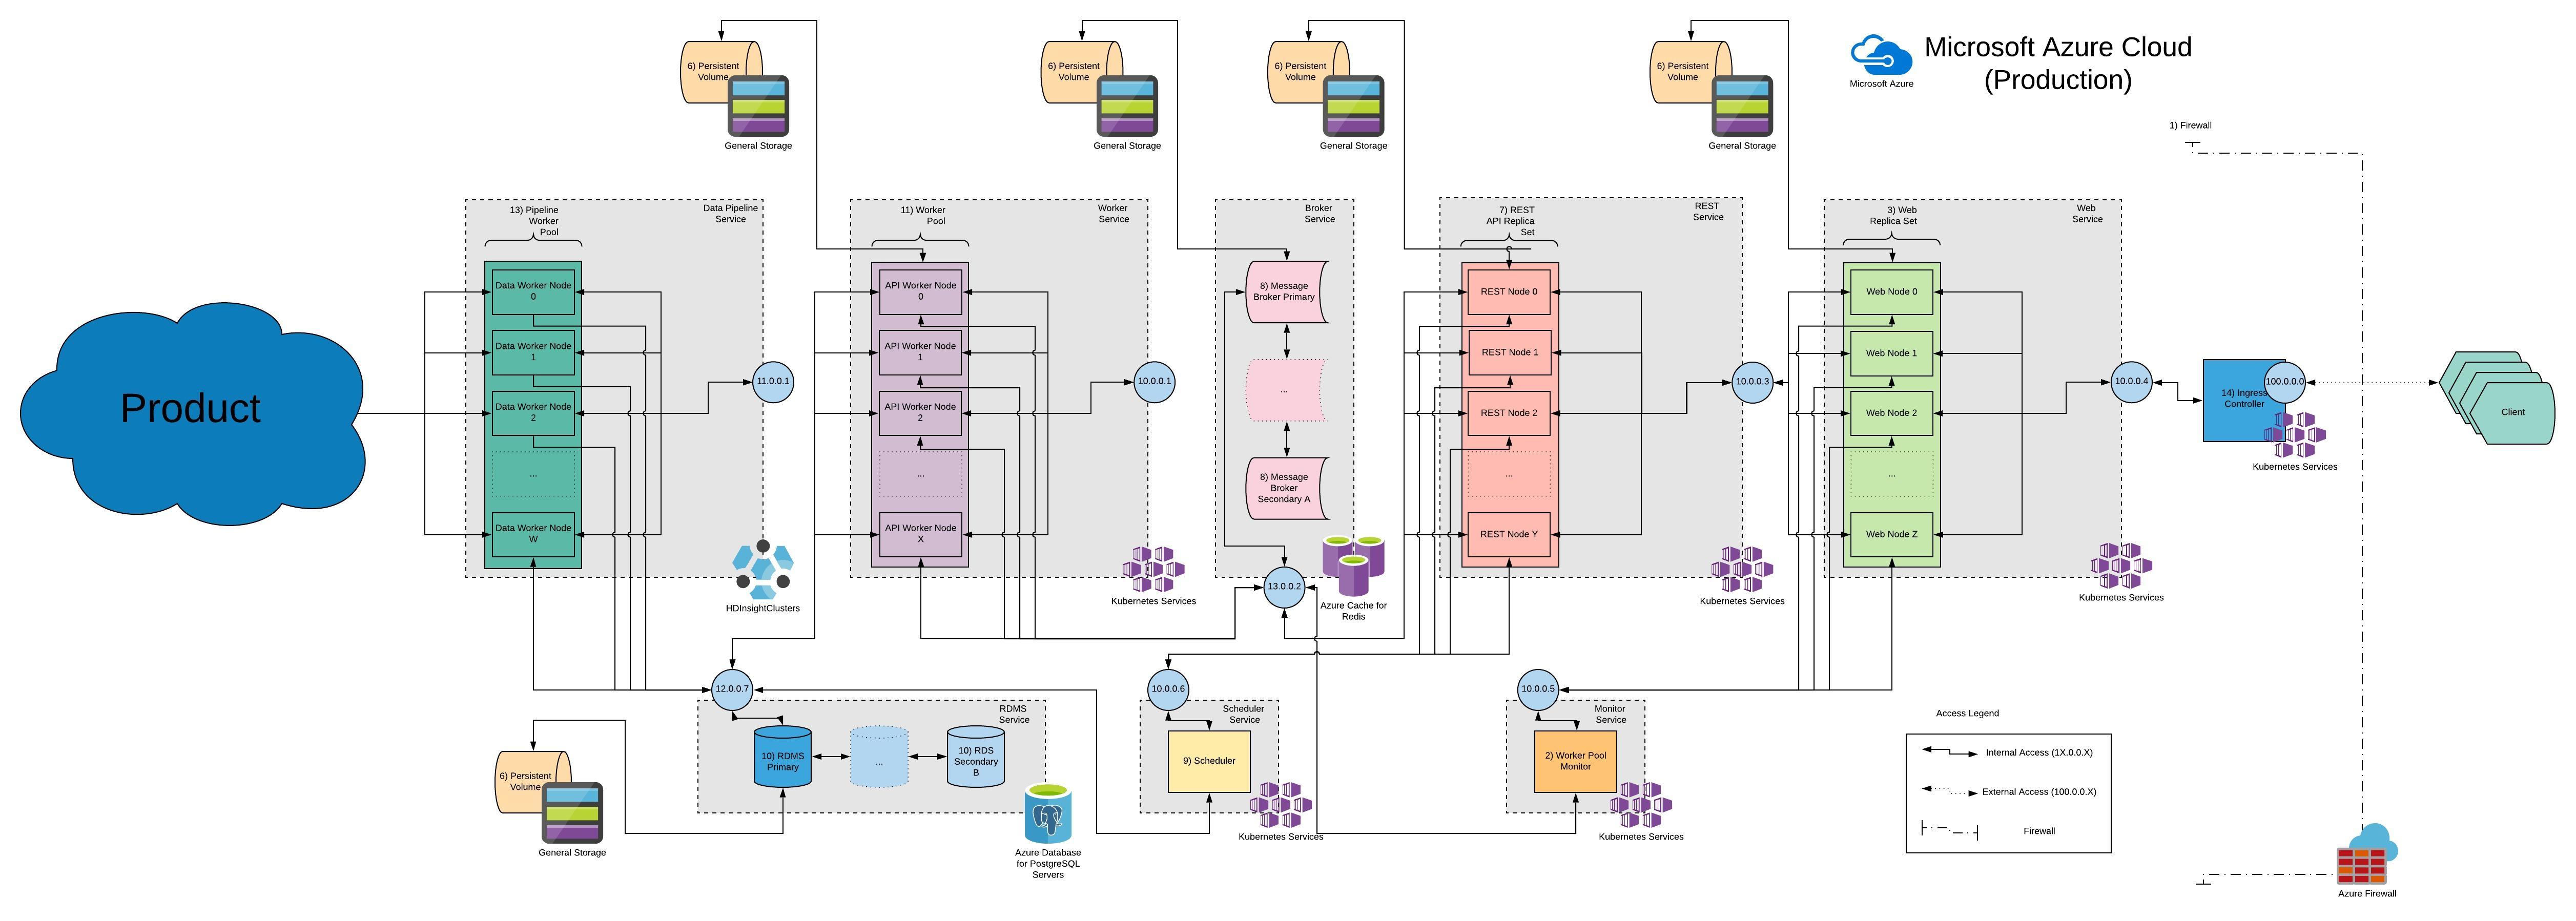 Microsoft Azure Cloud
(Production)
Microsoft Azure
6) Persistent
Volume
General Storage
6) Persistent
Volume
General Storage
6) Persistent
Volume
General Storage
6) Persistent
Volume
General Storage
1) Firewall
Product
13) Pipeline
Worker
Pool
Data Pipeline
Service
Data Worker Node
0
Data Worker Node
1
Data Worker Node
2
...
Data Worker Node
W
11.0.0.1
HDInsightClusters
11) Worker
Pool
Worker
Service
API Worker Node
0
API Worker Node
1
API Worker Node
2
...
API Worker Node
X
10.0.0.1
Kubernetes Services
Broker
Service
8) Message
Broker Primary
...
8) Message
Broker
Secondary A
13.0.0.2
Azure Cache for
Redis
7) REST
API Replica
Set
REST
Service
REST Node 0
REST Node 1
REST Node 2
...
REST Node Y
10.0.0.3
Kubernetes Services
3) Web
Replica Set
Web
Service
Web Node 0
Web Node 1
Web Node 2
...
Web Node Z
10.0.0.4
Kubernetes Services
14) Ingress
Controller
100.0.0.0
Kubernetes Services
Client
12.0.0.7
RDMS
Service
10) RDMS
Primary
...
10) RDS
Secondary
B
Azure Database
for PostgreSQL
Servers
6) Persistent
Volume
General Storage
10.0.0.6
Scheduler
Service
9) Scheduler
Kubernetes Services
10.0.0.5
Monitor
Service
2) Worker Pool
Monitor
Kubernetes Services
Access Legend
Internal Access (1X.0.0.X)
External Access (100.0.0.X)
Firewall
Azure Firewall